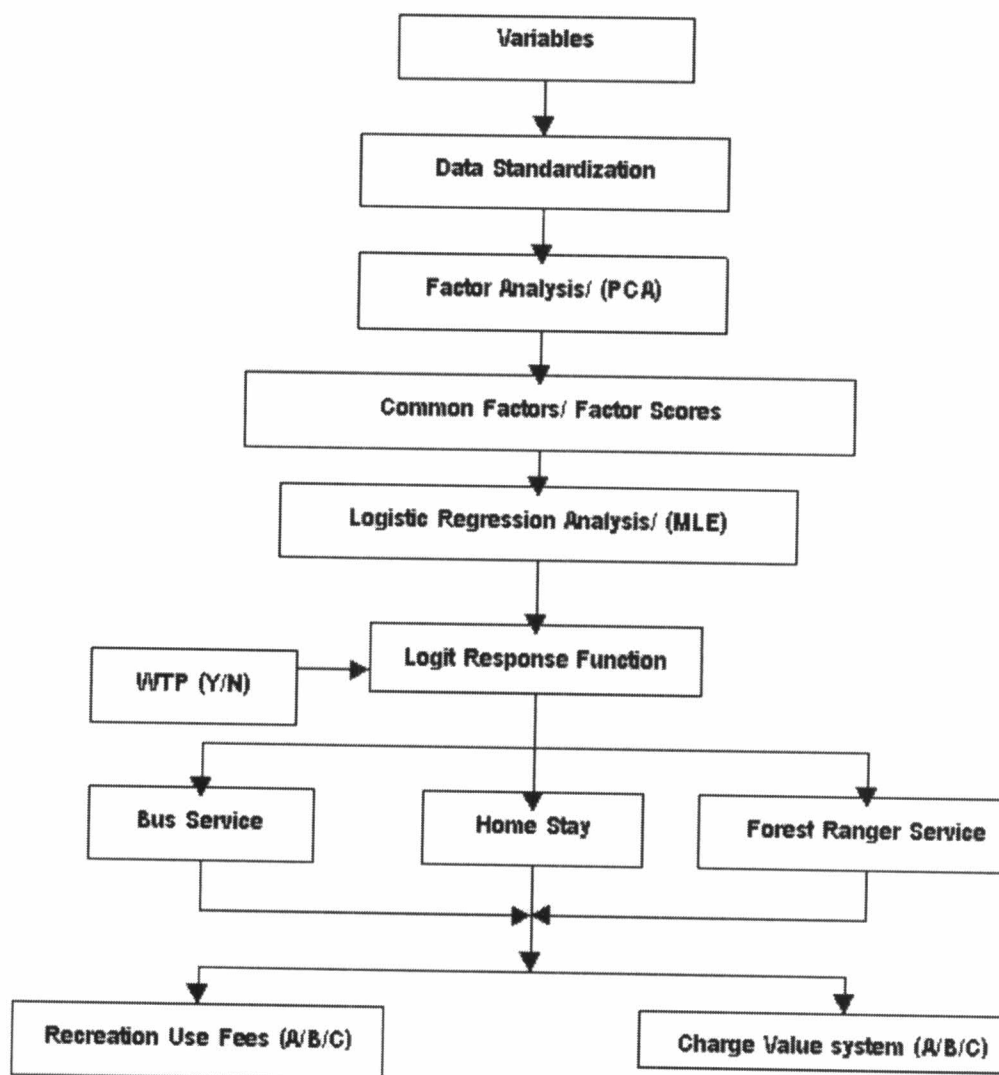 Variables
Data Standardization
Factor Analysis/ (PCA)
Common Factors/ Factor Scores
Logistic Regression Analysis/ (MLE)
Logit Response Function
WTP (Y/N)
Bus Service
Home Stay
Forest Ranger Service
Recreation Use Fees (A/B/C)
Charge Value system (A/B/C)